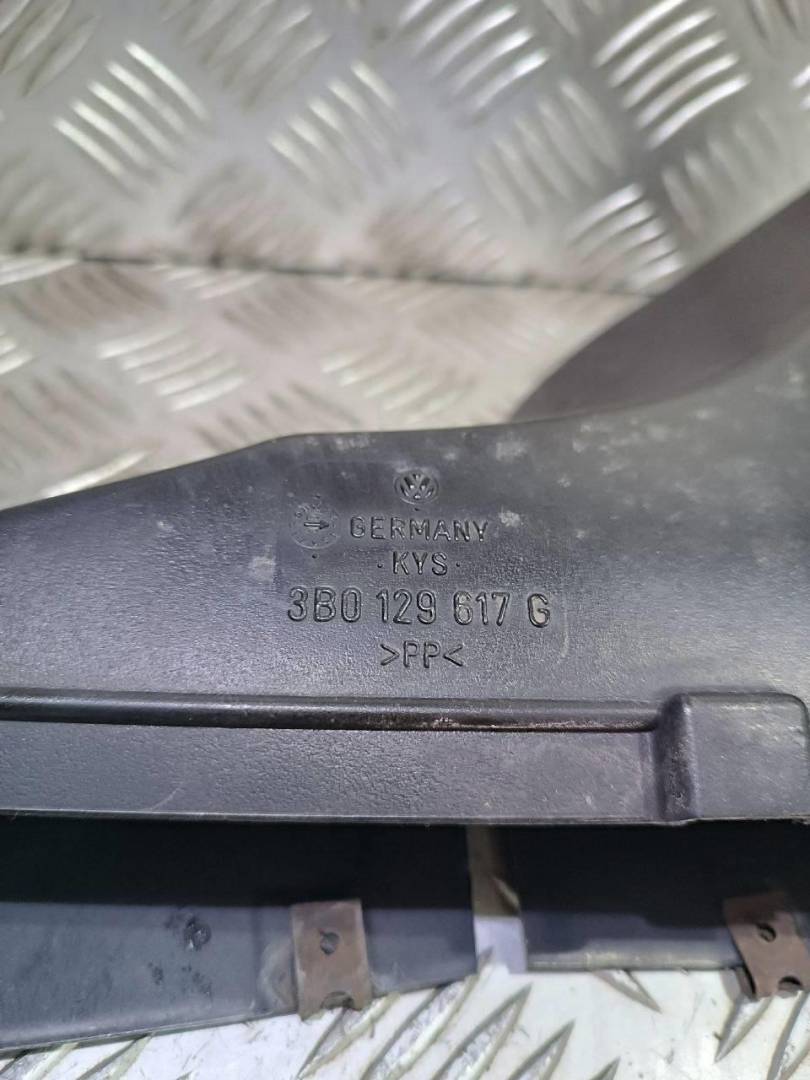 GERMANY
· KYS ·
3B0 129 617 G
>PP<